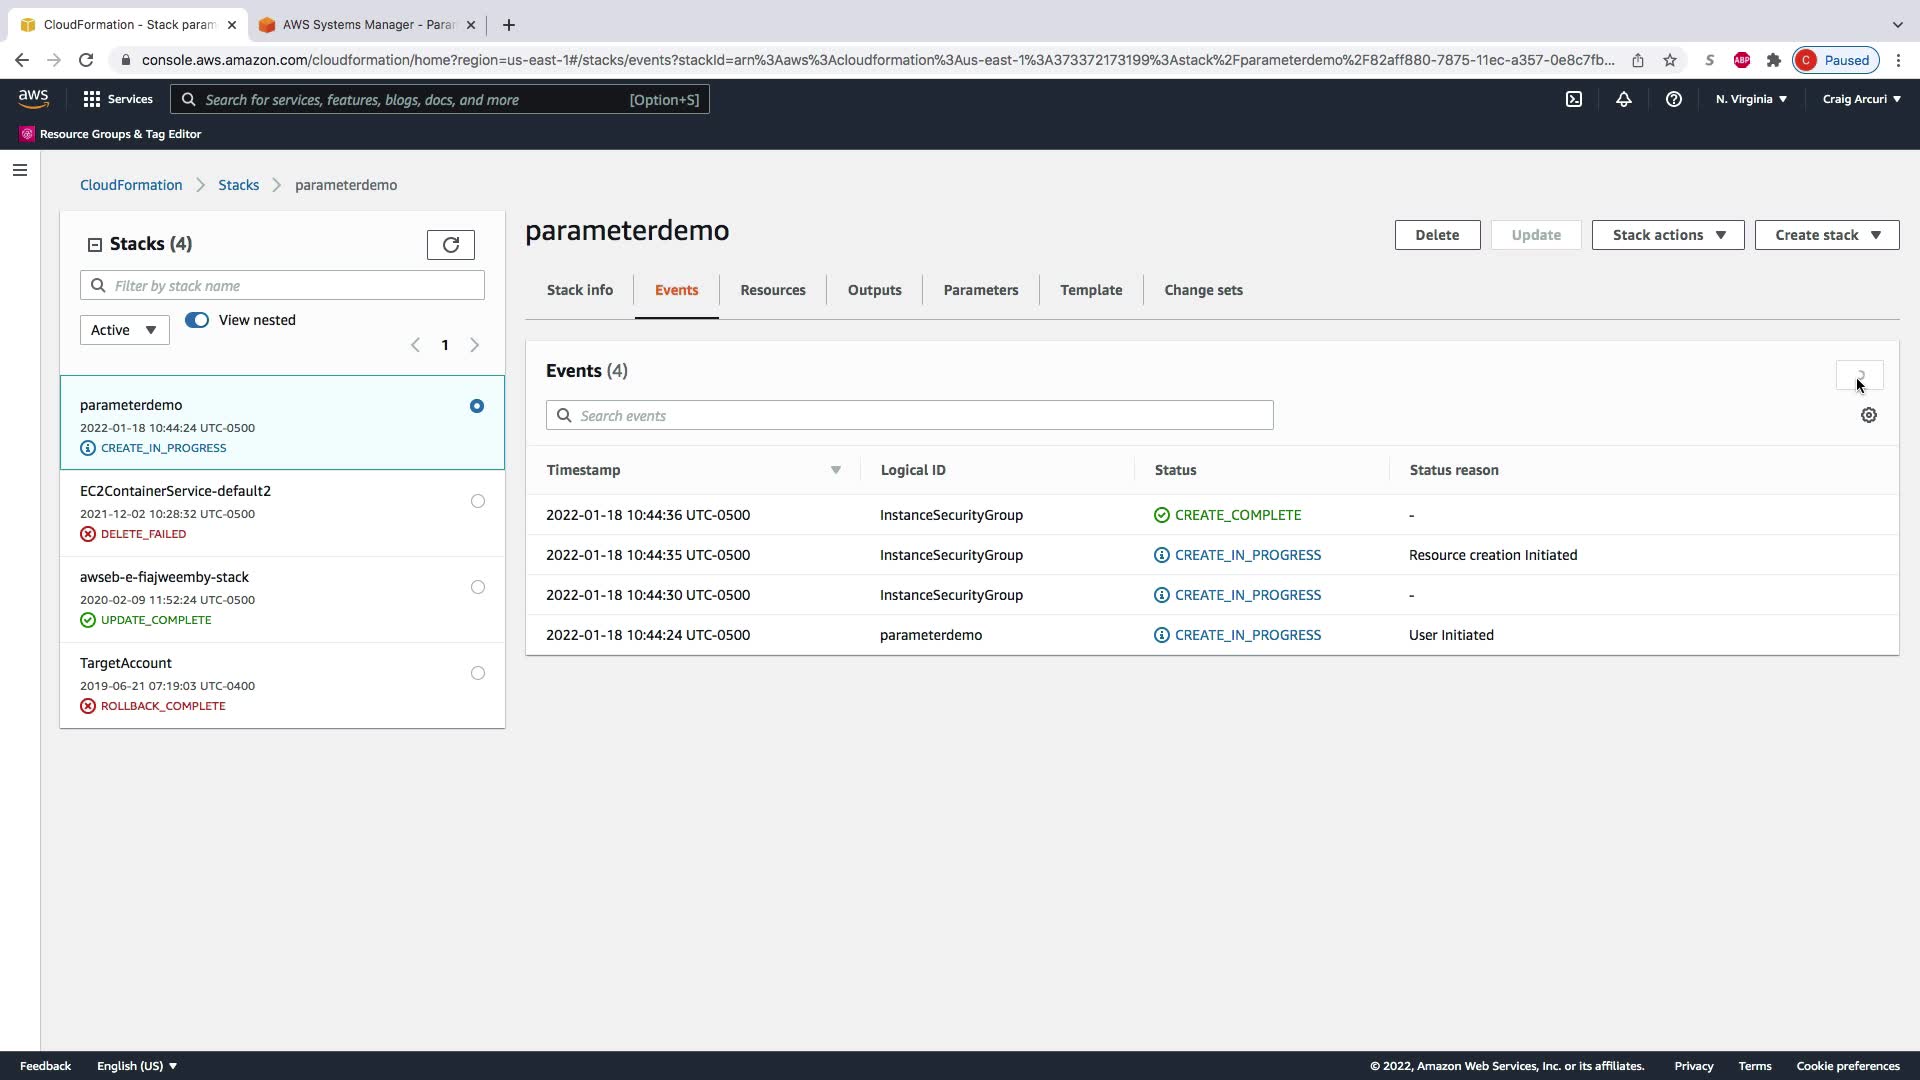 CloudFormation - Stack param
AWS Systems Manager - Para
console.aws.amazon.com/cloudformation/home?region=us-east-1#/stacks/events?stackId=arn%3Aaws%3Acloudformation%3Aus-east-1%3A373372173199%3Astack%2Fparameterdemo%2F82aff880-7875-11ec-a357-0e8c7fb...
S
ABP
C
Paused
aws
Services
Search for services, features, blogs, docs, and more
[Option+S]
N. Virginia
Craig Arcuri
Resource Groups & Tag Editor
CloudFormation
Stacks
parameterdemo
Stacks (4)
Filter by stack name
Active
View nested
1
parameterdemo
2022-01-18 10:44:24 UTC-0500
CREATE_IN_PROGRESS
EC2ContainerService-default2
2021-12-02 10:28:32 UTC-0500
DELETE_FAILED
awseb-e-fiajweemby-stack
2020-02-09 11:52:24 UTC-0500
UPDATE_COMPLETE
TargetAccount
2019-06-21 07:19:03 UTC-0400
ROLLBACK_COMPLETE
parameterdemo
Delete
Update
Stack actions
Create stack
Stack info
Events
Resources
Outputs
Parameters
Template
Change sets
Events (4)
Search events
Timestamp Logical ID Status Status reason
2022-01-18 10:44:36 UTC-0500 InstanceSecurityGroup CREATE_COMPLETE -
2022-01-18 10:44:35 UTC-0500 InstanceSecurityGroup CREATE_IN_PROGRESS Resource creation Initiated
2022-01-18 10:44:30 UTC-0500 InstanceSecurityGroup CREATE_IN_PROGRESS -
2022-01-18 10:44:24 UTC-0500 parameterdemo CREATE_IN_PROGRESS User Initiated
Feedback
English (US)
© 2022, Amazon Web Services, Inc. or its affiliates.
Privacy
Terms
Cookie preferences